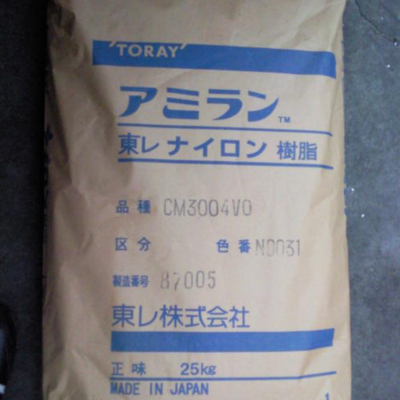 'TORAY'
アミラン™
東レ ナイロン 樹脂
品種 CM3004V0
区分 色番 N0031
製造番号 B7005
東レ株式会社
正味 25kg
MADE IN JAPAN
1